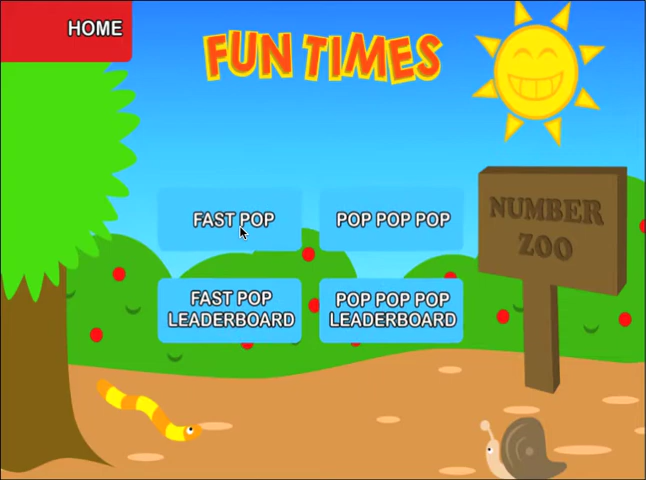 HOME
FUN TIMES
FAST POP
POP POP POP
NUMBER
ZOO
FAST POP
LEADERBOARD
POP POP POP
LEADERBOARD